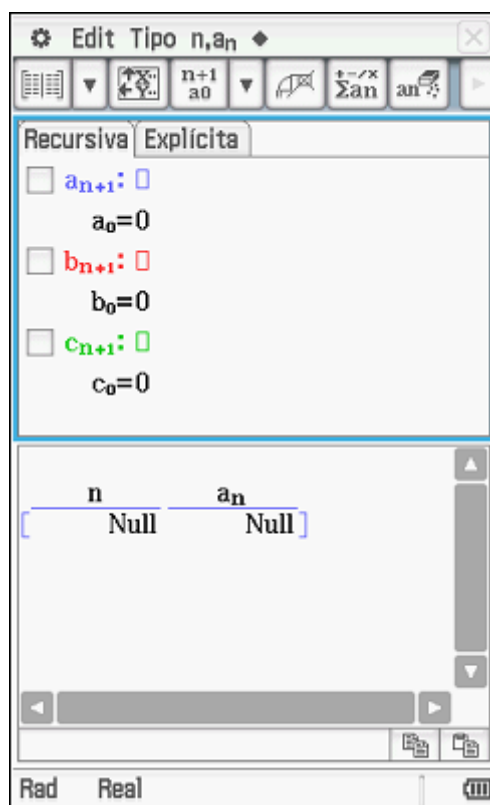 Edit Tipo n,an
n+1
a0
+-/×
Σan
an
Recursiva Explícita
an+1:
a0=0
bn+1:
b0=0
cn+1:
c0=0
n an
Null Null
Rad Real